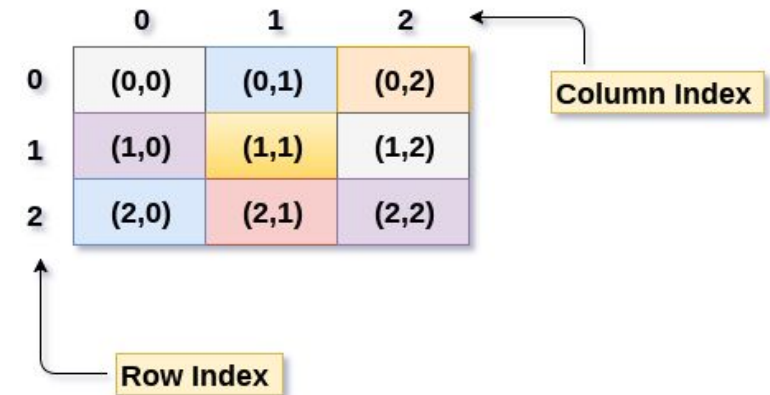 0 1 2
0 (0,0) (0,1) (0,2)
Column Index
1 (1,0) (1,1) (1,2)
2 (2,0) (2,1) (2,2)
Row Index